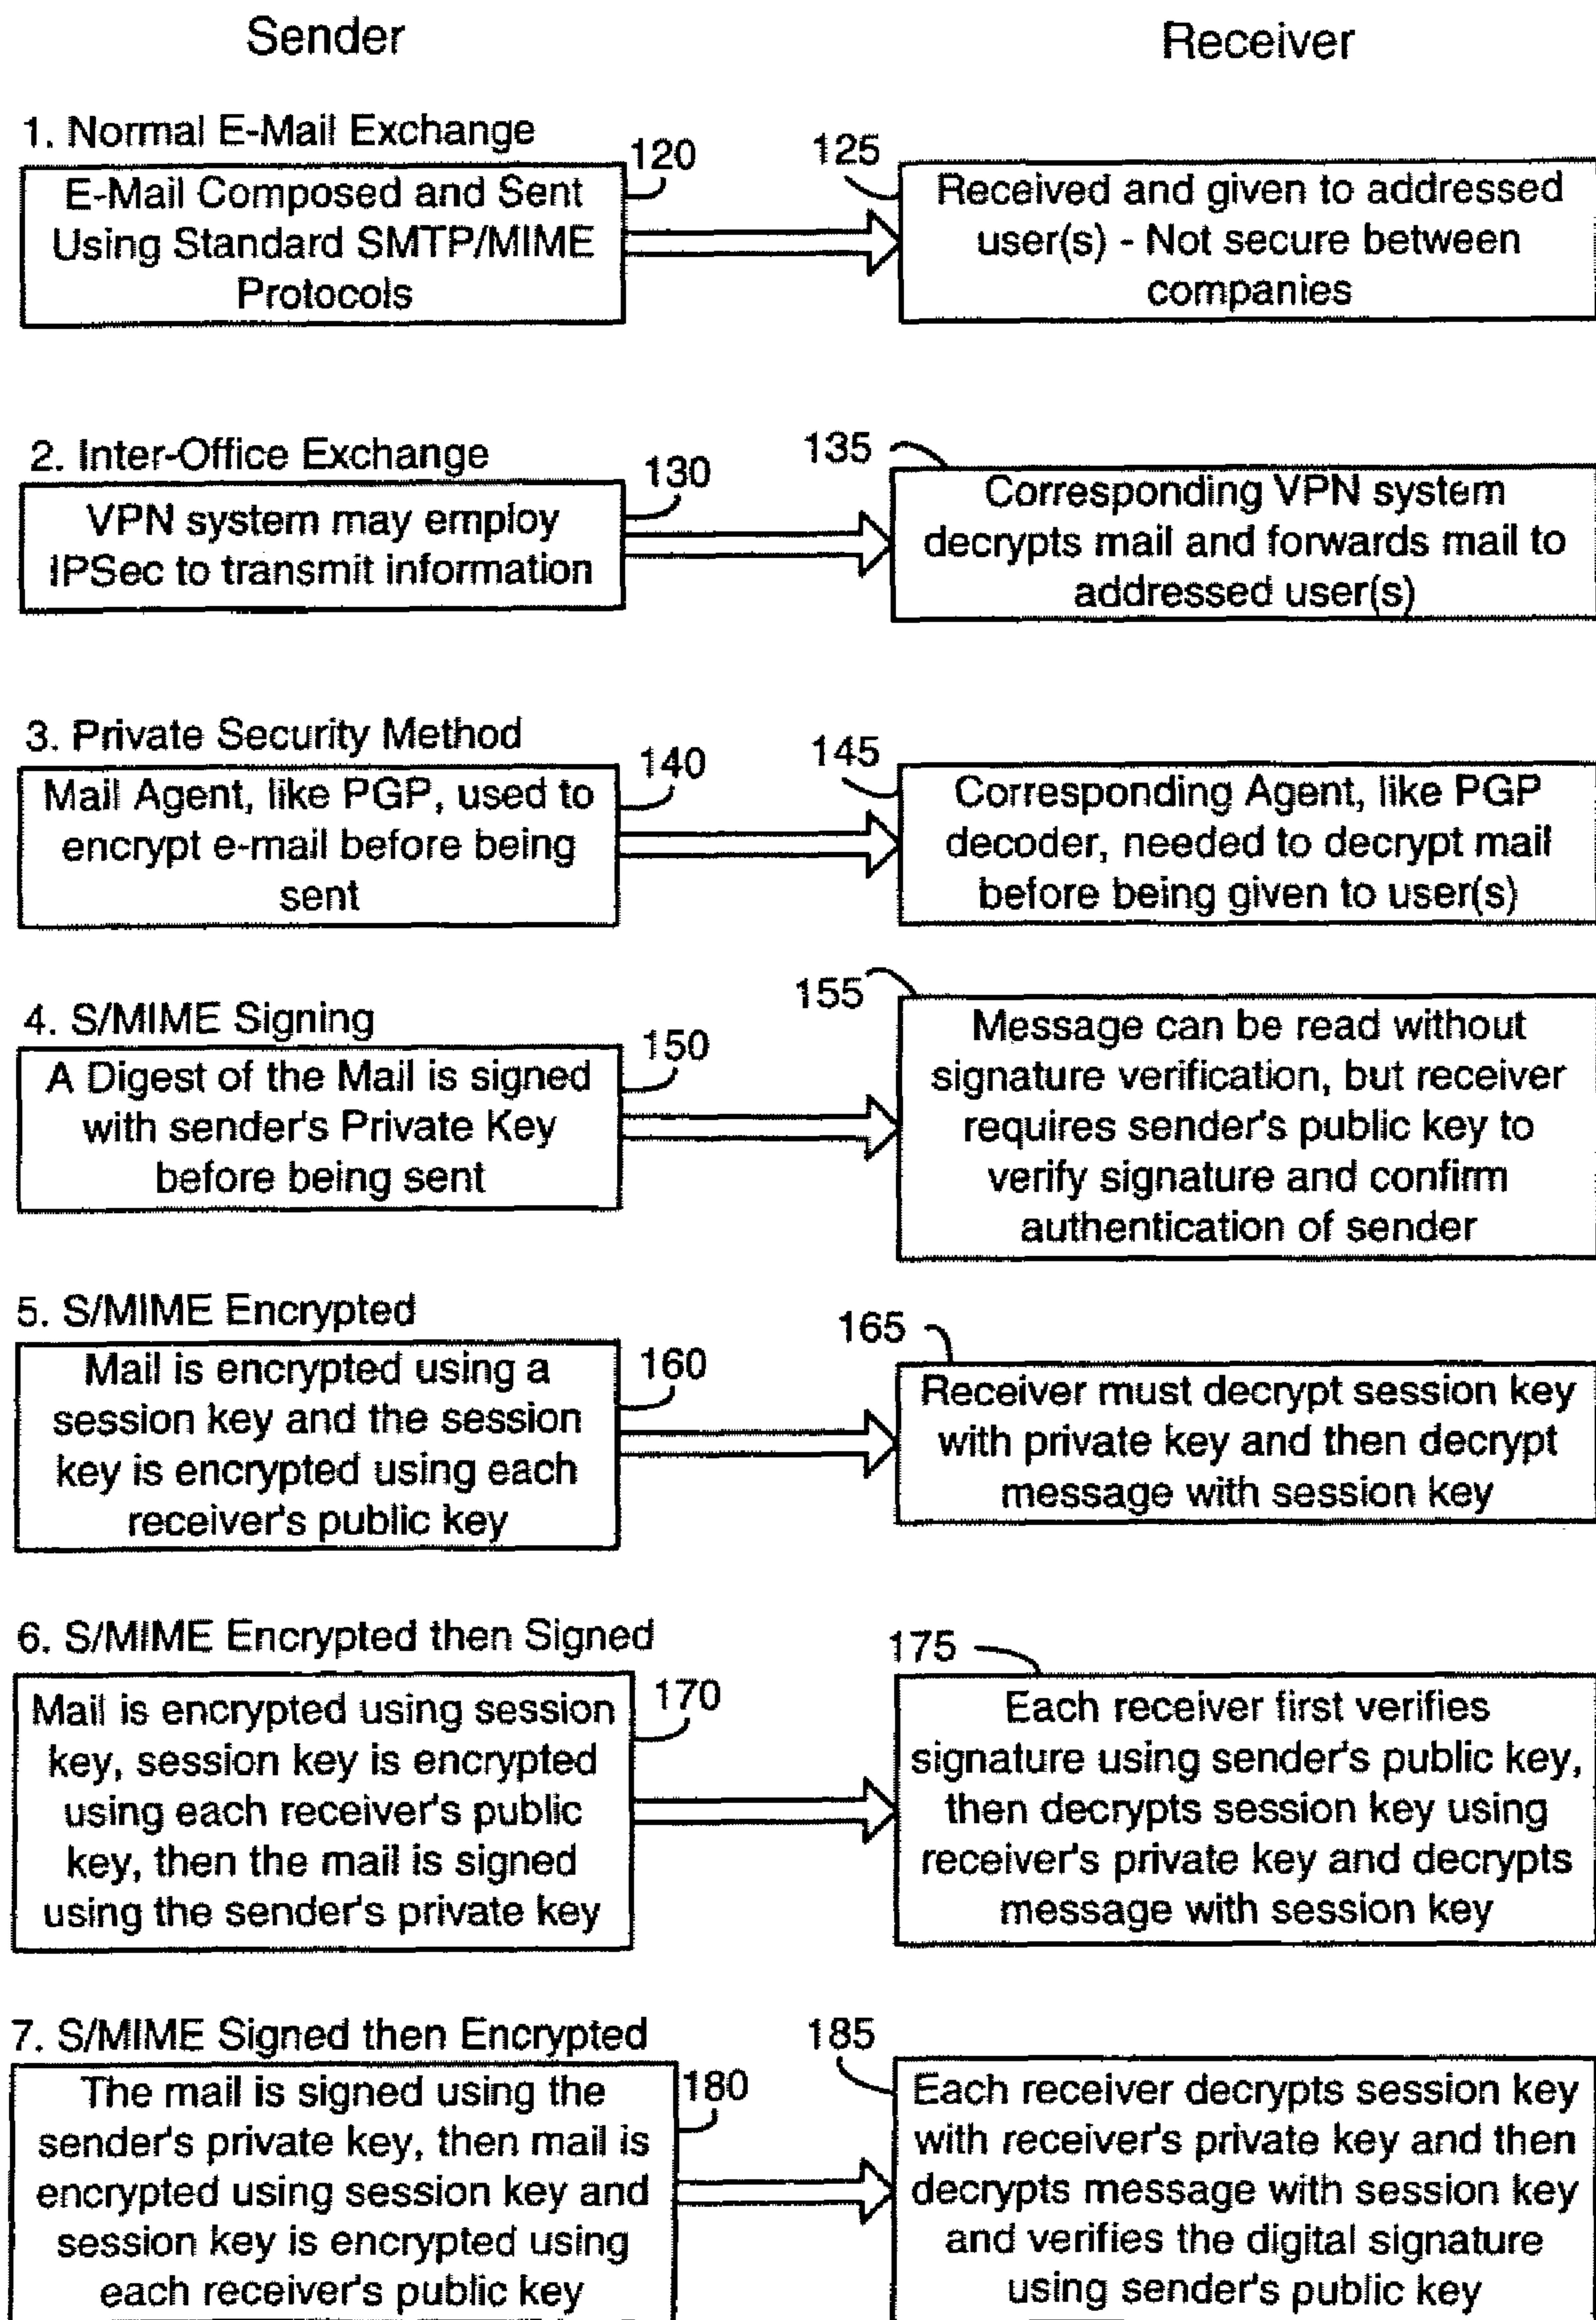 Sender
Receiver
1. Normal E-Mail Exchange
120
E-Mail Composed and Sent
Using Standard SMTP/MIME
Protocols
125
Received and given to addressed
user(s) - Not secure between
companies
2. Inter-Office Exchange
130
VPN system may employ
IPSec to transmit information
135
Corresponding VPN system
decrypts mail and forwards mail to
addressed user(s)
3. Private Security Method
140
Mail Agent, like PGP, used to
encrypt e-mail before being
sent
145
Corresponding Agent, like PGP
decoder, needed to decrypt mail
before being given to user(s)
4. S/MIME Signing
150
A Digest of the Mail is signed
with sender's Private Key
before being sent
155
Message can be read without
signature verification, but receiver
requires sender's public key to
verify signature and confirm
authentication of sender
5. S/MIME Encrypted
160
Mail is encrypted using a
session key and the session
key is encrypted using each
receiver's public key
165
Receiver must decrypt session key
with private key and then decrypt
message with session key
6. S/MIME Encrypted then Signed
170
Mail is encrypted using session
key, session key is encrypted
using each receiver's public
key, then the mail is signed
using the sender's private key
175
Each receiver first verifies
signature using sender's public key,
then decrypts session key using
receiver's private key and decrypts
message with session key
7. S/MIME Signed then Encrypted
180
The mail is signed using the
sender's private key, then mail is
encrypted using session key and
session key is encrypted using
each receiver's public key
185
Each receiver decrypts session key
with receiver's private key and then
decrypts message with session key
and verifies the digital signature
using sender's public key